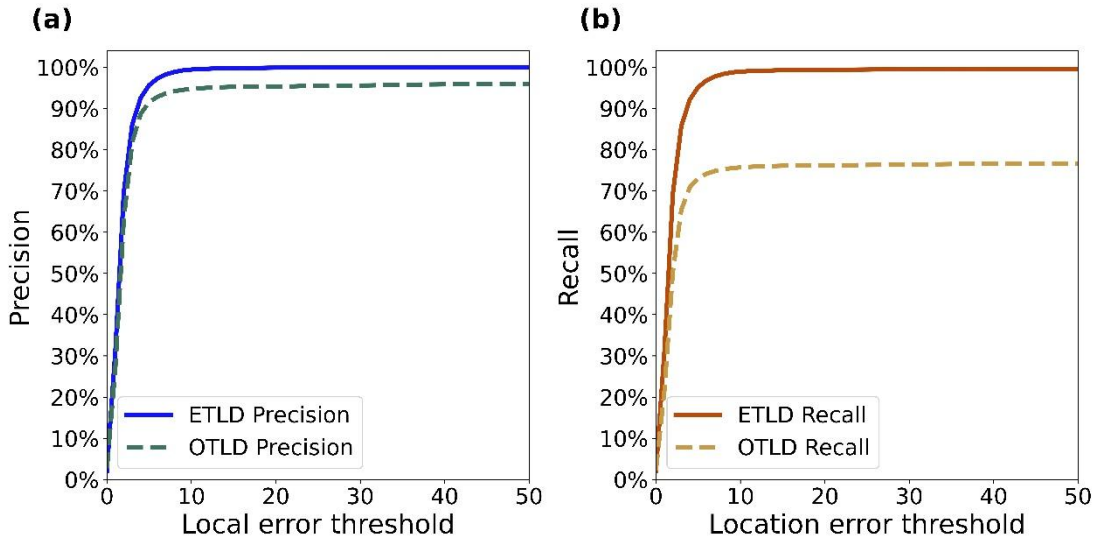 (a)
Precision
100%
90%
80%
70%
60%
50%
40%
30%
20%
10%
0%
ETLD Precision
OTLD Precision
0 10 20 30 40 50
Local error threshold
(b)
Recall
100%
90%
80%
70%
60%
50%
40%
30%
20%
10%
0%
ETLD Recall
OTLD Recall
0 10 20 30 40 50
Location error threshold